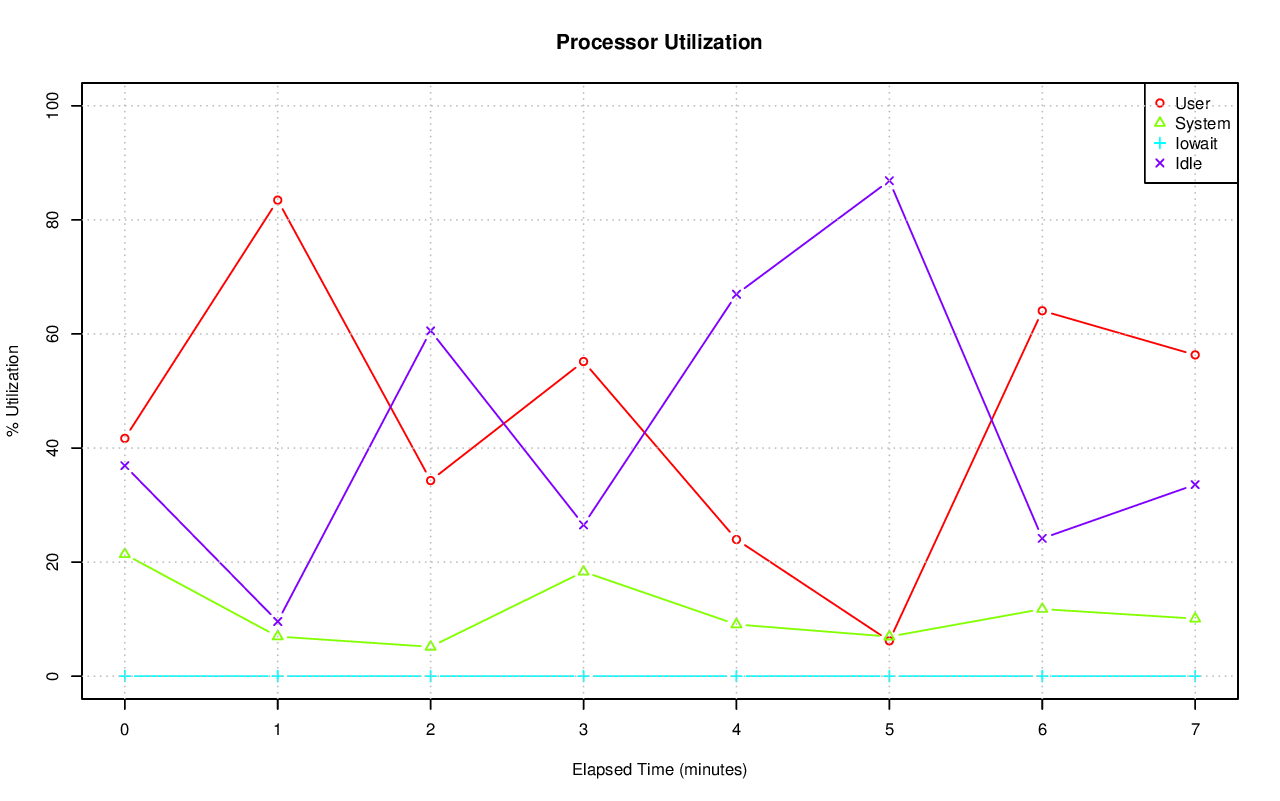 Processor Utilization
User
System
Iowait
Idle
% Utilization
100
80
60
40
20
0
0 1 2 3 4 5 6 7
Elapsed Time (minutes)